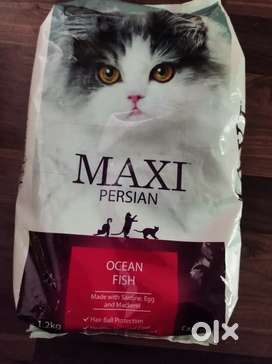 MAXI
PERSIAN
OCEAN
FISH
Made with Sardine, Egg
and Mackerel
✓ Hair Ball Protection
1.2kg
olx